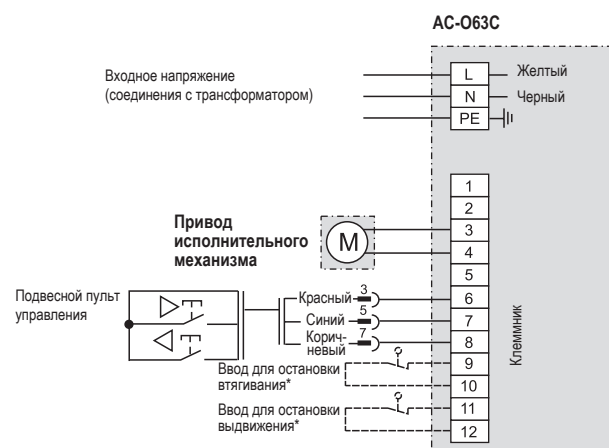 AC-O63C
Входное напряжение
(соединения с трансформатором)
L
Желтый
N
Черный
PE
1
2
3
4
5
6
7
8
9
10
11
12
Клеммник
Привод
исполнительного
механизма
M
Подвесной пульт
управления
Красный
3
Синий
5
Корич-
невый
7
Ввод для остановки
втягивания*
Ввод для остановки
выдвижения*